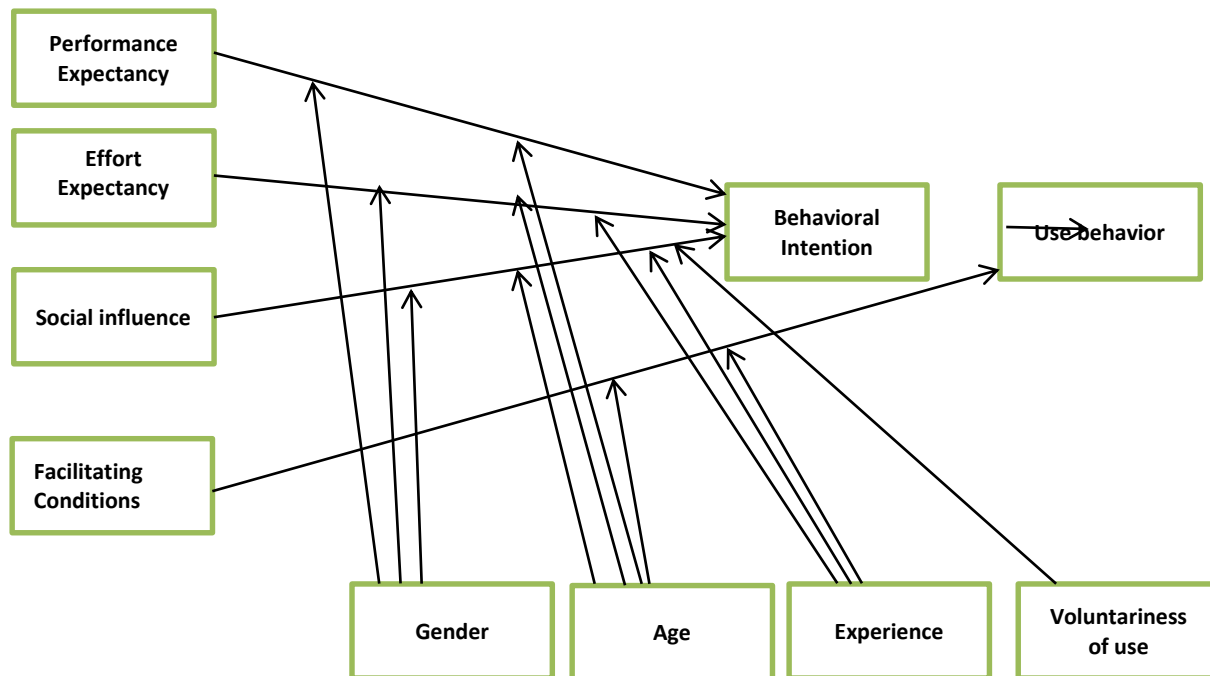 Performance
Expectancy
Effort
Expectancy
Behavioral
Intention
Use behavior
Social influence
Facilitating
Conditions
Gender
Age
Experience
Voluntariness
of use